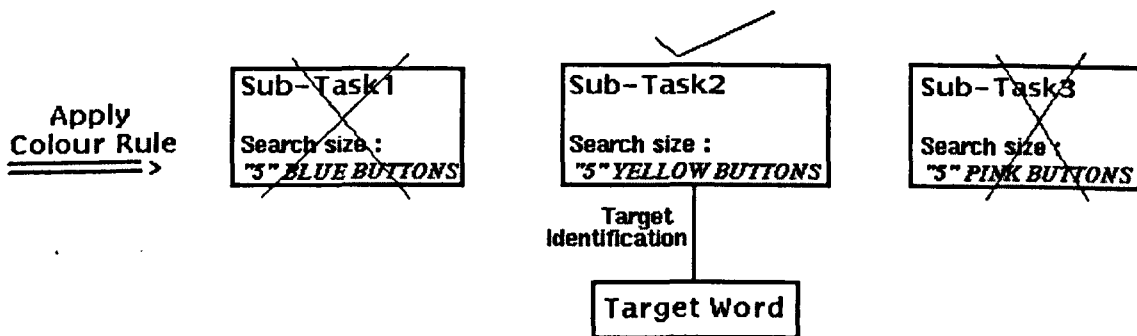 Apply
Colour Rule
Sub-Task1
Search size :
"5" BLUE BUTTONS
Sub-Task2
Search size :
"5" YELLOW BUTTONS
Sub-Task3
Search size :
"5" PINK BUTTONS
Target
Identification
Target Word